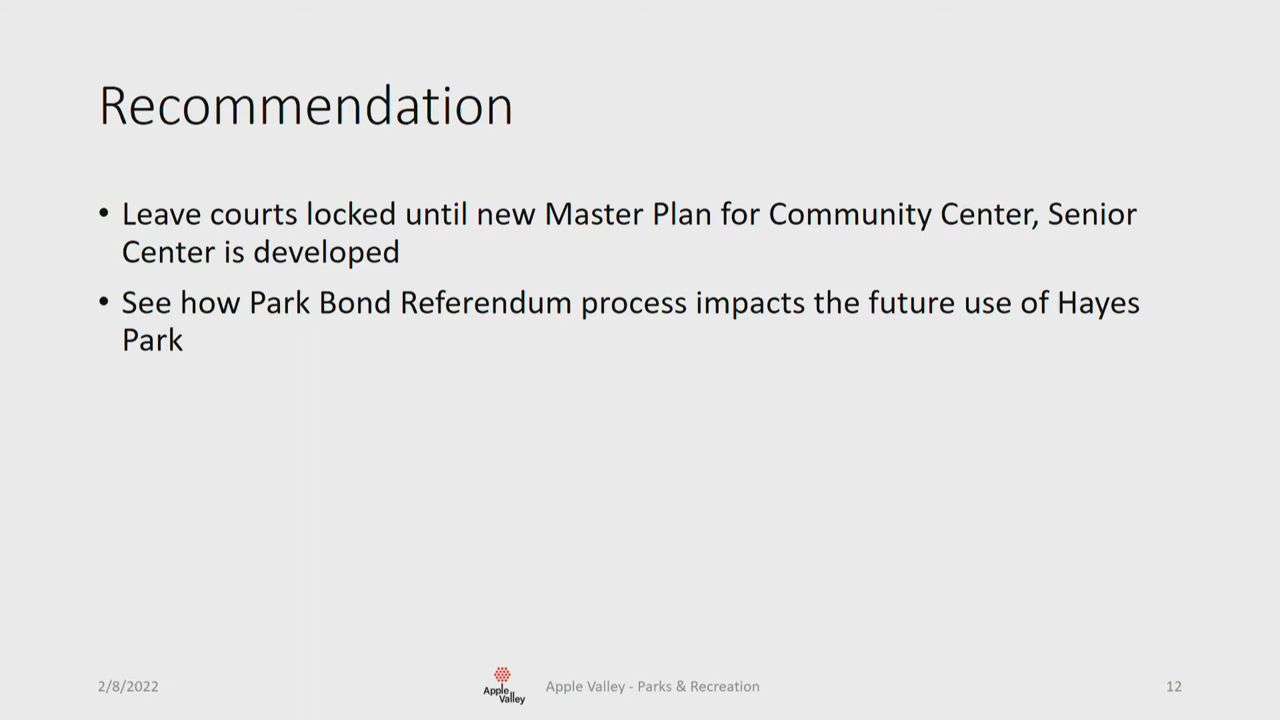 Recommendation
• Leave courts locked until new Master Plan for Community Center, Senior
Center is developed
• See how Park Bond Referendum process impacts the future use of Hayes
Park
2/8/2022
Apple
Valley
Apple Valley - Parks & Recreation
12